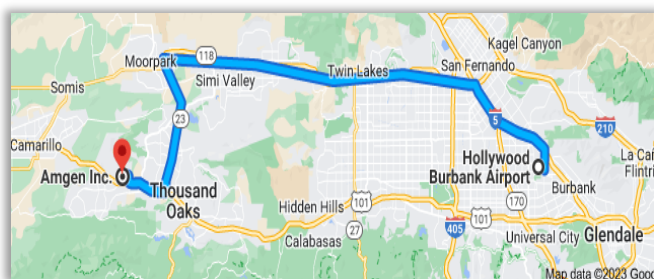 Kagel Canyon
118
Moorpark
Simi Valley
Twin Lakes
San Fernando
Somis
23
5
210
Camarillo
Hollywood
Burbank Airport
La Cañ
Flintri
Amgen Inc.
Thousand
Oaks
Burbank
170
Hidden Hills
101
101
Universal City
Glendale
27
405
Calabasas
Map data ©2023 Goog